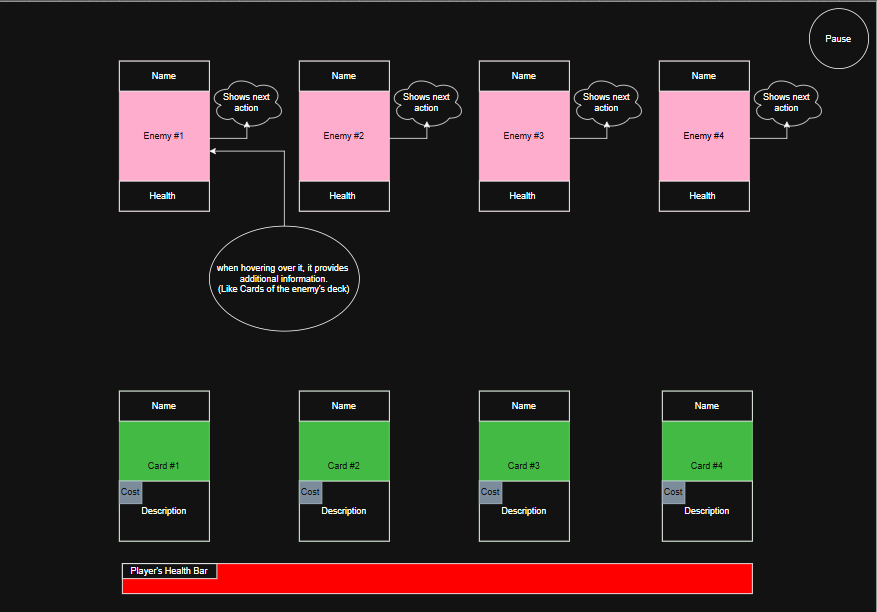 Pause
Name
Name
Name
Name
Shows next
action
Shows next
action
Shows next
action
Shows next
action
Enemy #1
Enemy #2
Enemy #3
Enemy #4
Health
Health
Health
Health
when hovering over it, it provides
additional information.
(Like Cards of the enemy's deck)
Name
Name
Name
Name
Card #1
Card #2
Card #3
Card #4
Cost
Cost
Cost
Cost
Description
Description
Description
Description
Player's Health Bar